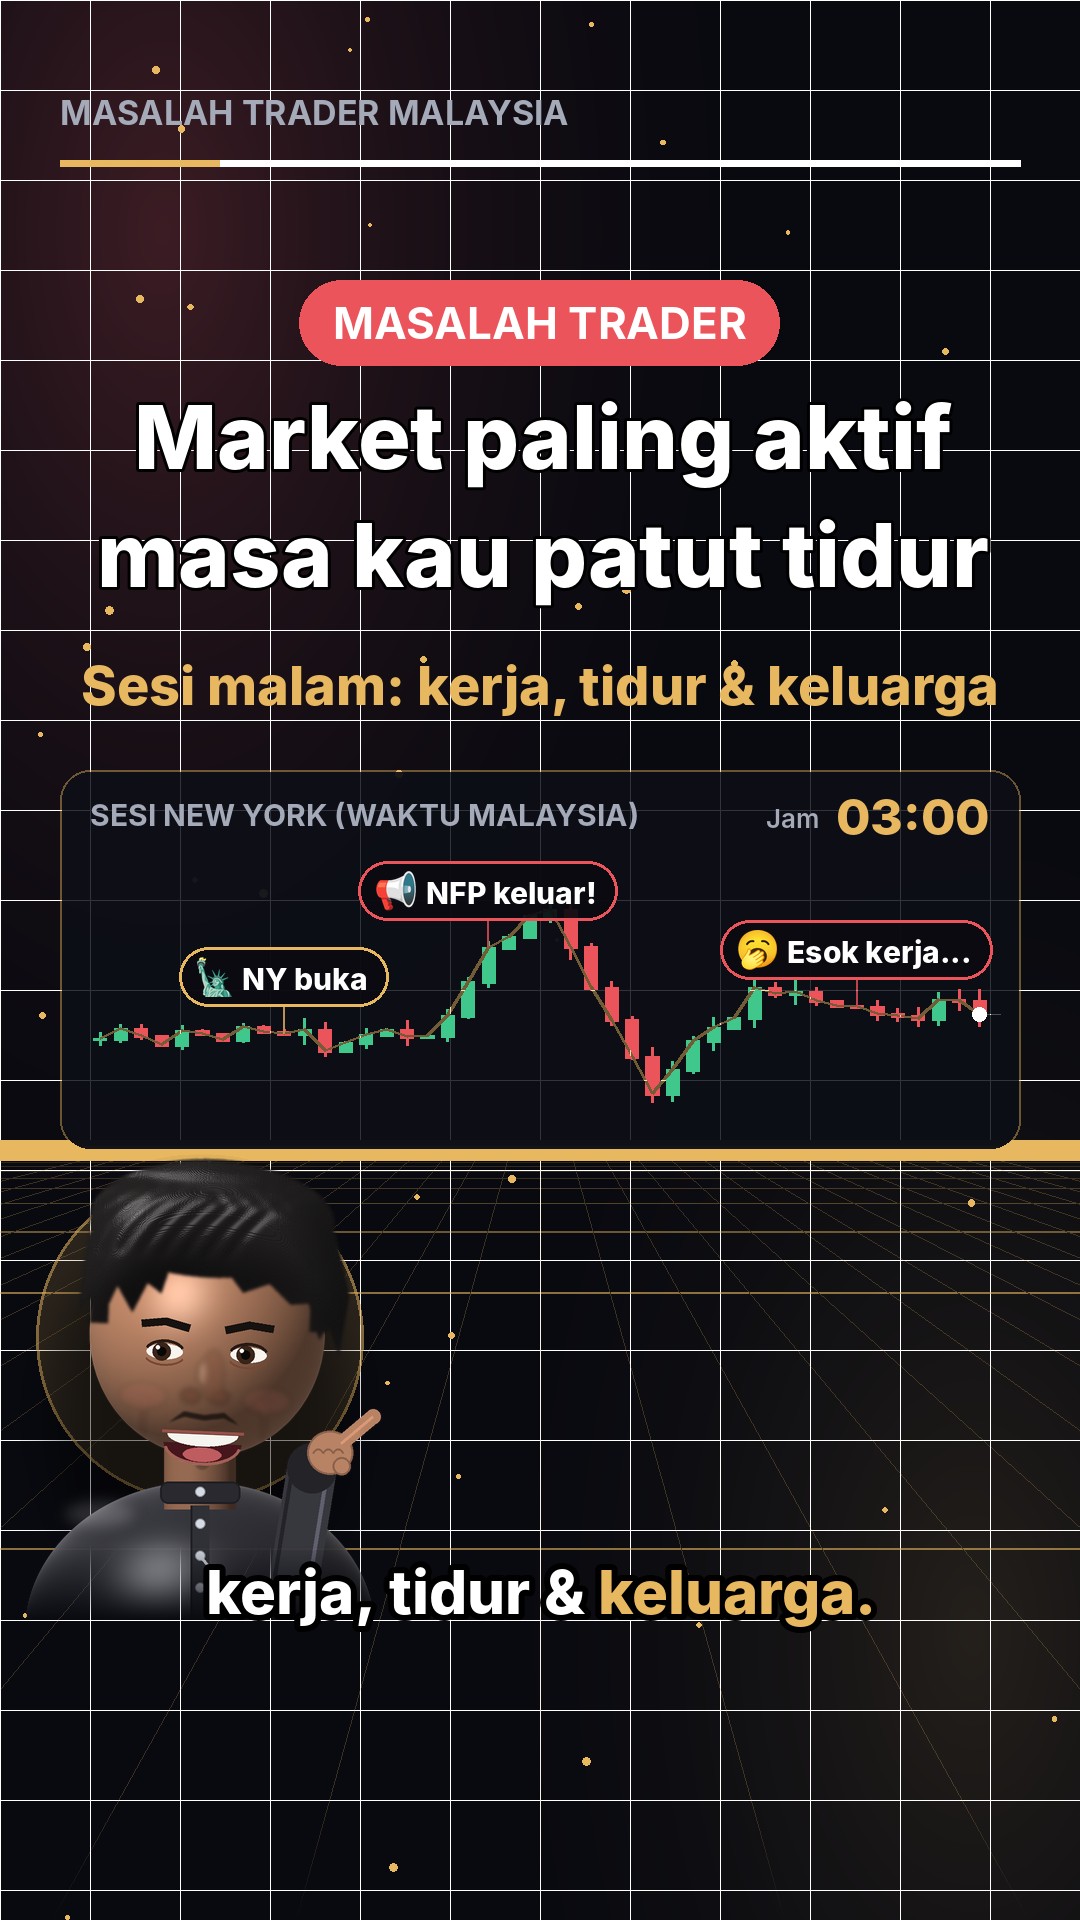 MASALAH TRADER MALAYSIA
MASALAH TRADER
Market paling aktif
masa kau patut tidur
Sesi malam: kerja, tidur & keluarga
SESI NEW YORK (WAKTU MALAYSIA)
Jam 03:00
NFP keluar!
Esok kerja...
NY buka
kerja, tidur & keluarga.